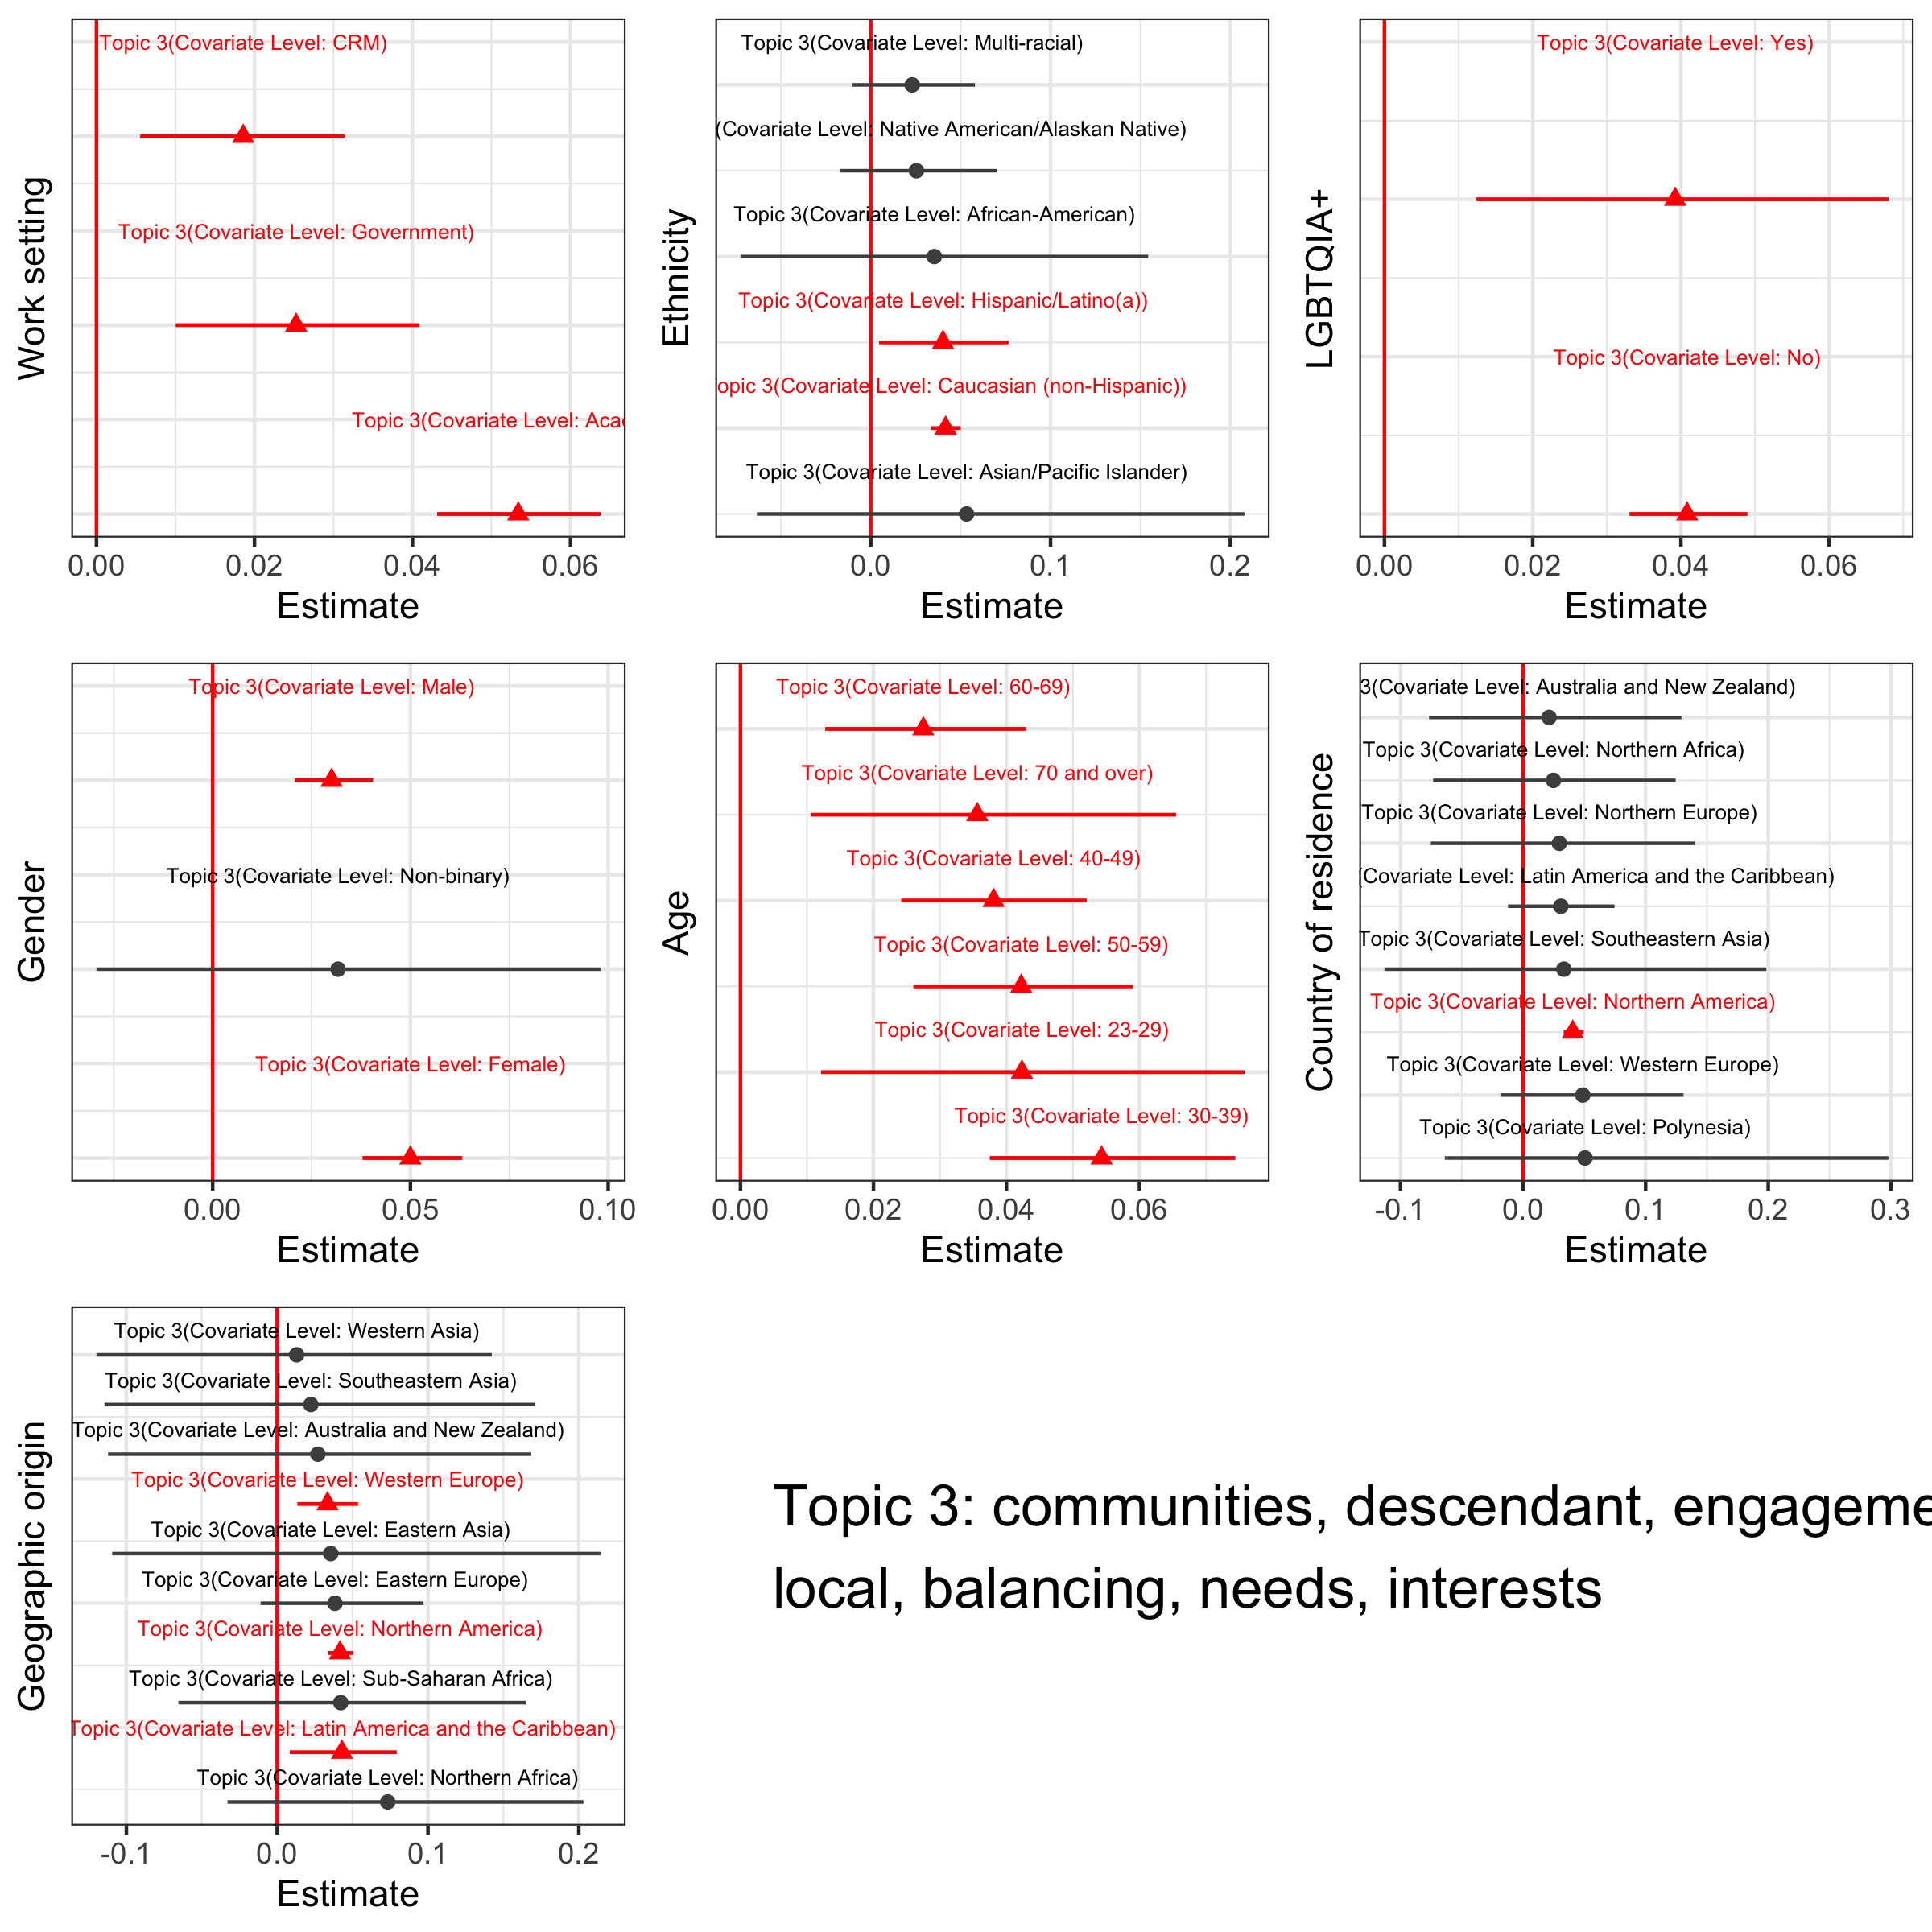 Topic 3(Covariate Level: CRM)
Topic 3(Covariate Level: Government)
Topic 3(Covariate Level: Aca
Work setting
0.00 0.02 0.04 0.06
Estimate
Topic 3(Covariate Level: Multi-racial)
(Covariate Level: Native American/Alaskan Native)
Topic 3(Covariate Level: African-American)
Topic 3(Covariate Level: Hispanic/Latino(a))
opic 3(Covariate Level: Caucasian (non-Hispanic))
Topic 3(Covariate Level: Asian/Pacific Islander)
Ethnicity
0.0 0.1 0.2
Estimate
Topic 3(Covariate Level: Yes)
Topic 3(Covariate Level: No)
LGBTQIA+
0.00 0.02 0.04 0.06
Estimate
Topic 3(Covariate Level: Male)
Topic 3(Covariate Level: Non-binary)
Topic 3(Covariate Level: Female)
Gender
0.00 0.05 0.10
Estimate
Topic 3(Covariate Level: 60-69)
Topic 3(Covariate Level: 70 and over)
Topic 3(Covariate Level: 40-49)
Topic 3(Covariate Level: 50-59)
Topic 3(Covariate Level: 23-29)
Topic 3(Covariate Level: 30-39)
Age
0.00 0.02 0.04 0.06
Estimate
3(Covariate Level: Australia and New Zealand)
Topic 3(Covariate Level: Northern Africa)
Topic 3(Covariate Level: Northern Europe)
(Covariate Level: Latin America and the Caribbean)
Topic 3(Covariate Level: Southeastern Asia)
Topic 3(Covariate Level: Northern America)
Topic 3(Covariate Level: Western Europe)
Topic 3(Covariate Level: Polynesia)
Country of residence
-0.1 0.0 0.1 0.2 0.3
Estimate
Topic 3(Covariate Level: Western Asia)
Topic 3(Covariate Level: Southeastern Asia)
Topic 3(Covariate Level: Australia and New Zealand)
Topic 3(Covariate Level: Western Europe)
Topic 3(Covariate Level: Eastern Asia)
Topic 3(Covariate Level: Eastern Europe)
Topic 3(Covariate Level: Northern America)
Topic 3(Covariate Level: Sub-Saharan Africa)
Topic 3(Covariate Level: Latin America and the Caribbean)
Topic 3(Covariate Level: Northern Africa)
Geographic origin
-0.1 0.0 0.1 0.2
Estimate
Topic 3: communities, descendant, engageme
local, balancing, needs, interests